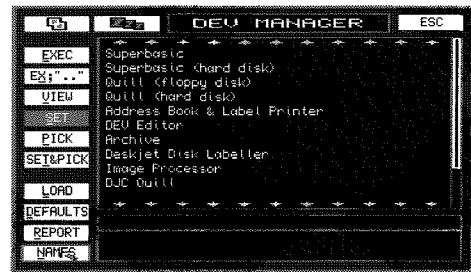 DEV MANAGER
ESC
EXEC
EX;".."
VIEW
SET
PICK
SET&PICK
LOAD
DEFAULTS
REPORT
NAMES
Superbasic
Superbasic (hard disk)
Quill (floppy disk)
Quill (hard disk)
Address Book & Label Printer
DEV Editor
Archive
Deskjet Disk Labeller
Image Processor
DJC Quill